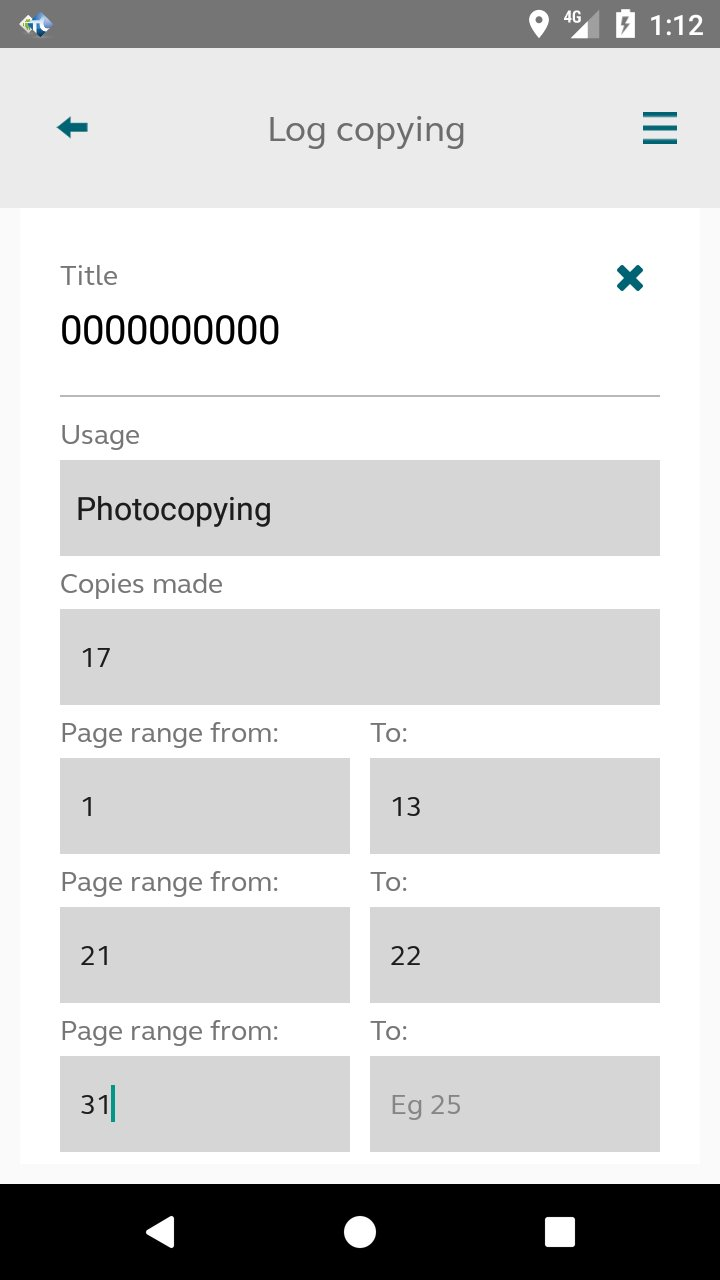 4G 1:12
Log copying
Title
0000000000
Usage
Photocopying
Copies made
17
Page range from: To:
1 13
Page range from: To:
21 22
Page range from: To:
31 Eg 25